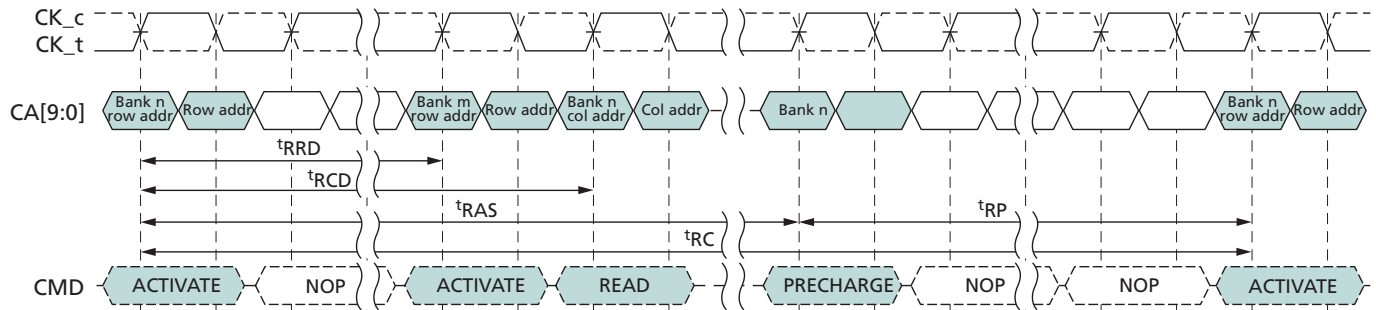 CK_c
CK_t
CA[9:0]
Bank n
row addr
Row addr
Bank m
row addr
Row addr
Bank n
col addr
Col addr
Bank n
Bank n
row addr
Row addr
tRRD
tRCD
tRAS
tRP
tRC
CMD
ACTIVATE
NOP
ACTIVATE
READ
PRECHARGE
NOP
NOP
ACTIVATE